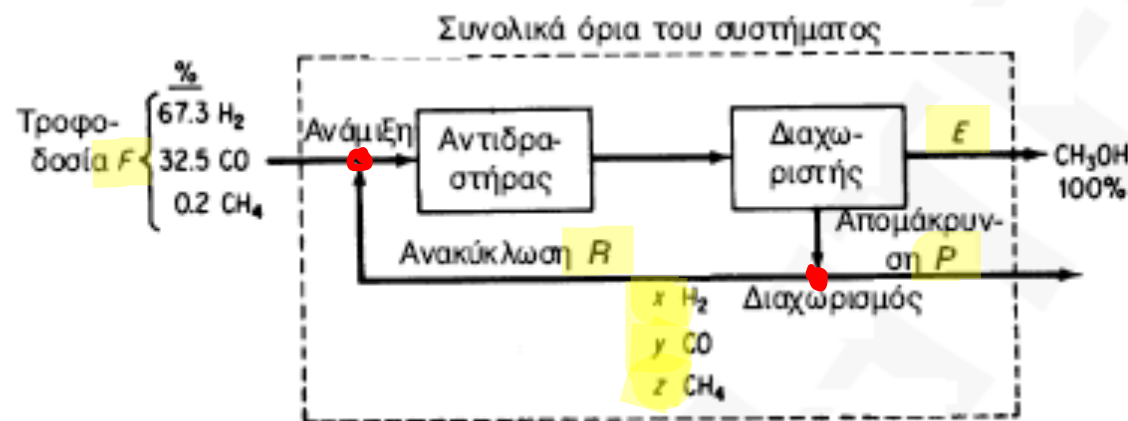 Συνολικά όρια του συστήματος
%
Τροφο-
δοσία F
67.3 H₂
32.5 CO
0.2 CH₄
Ανάμιξη
Αντιδρα-
στήρας
Διαχω-
ριστής
E
CH₃OH
100%
Απομάκρυν-
ση P
Ανακύκλωση R
Διαχωρισμός
x H₂
y CO
z CH₄